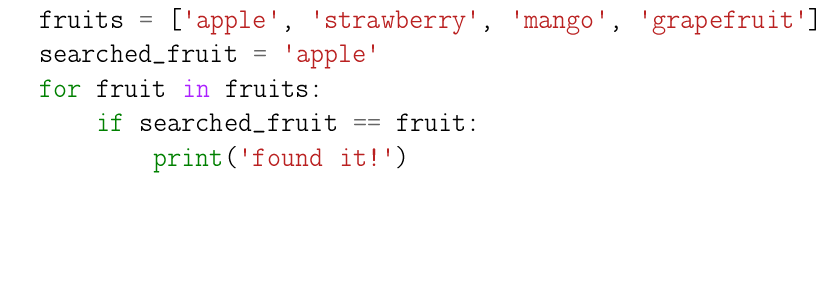 fruits = ['apple', 'strawberry', 'mango', 'grapefruit']
searched_fruit = 'apple'
for fruit in fruits:
    if searched_fruit == fruit:
        print('found it!')